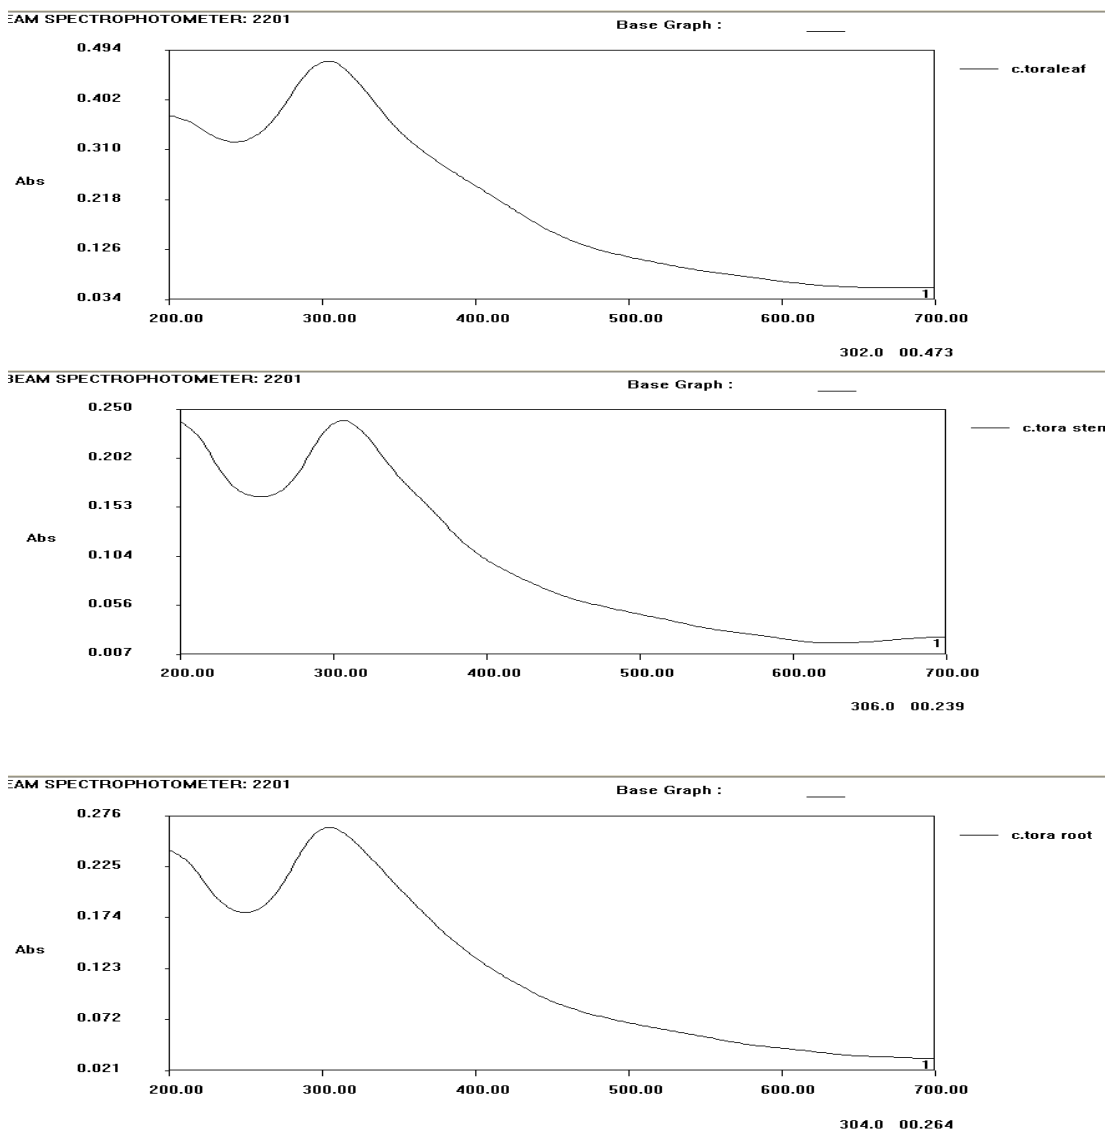 EAM SPECTROPHOTOMETER: 2201
Base Graph :
0.494
c.toraleaf
0.402
0.310
Abs
0.218
0.126
0.034
1
200.00 300.00 400.00 500.00 600.00 700.00
302.0 00.473
BEAM SPECTROPHOTOMETER: 2201
Base Graph :
0.250
c.tora sten
0.202
0.153
Abs
0.104
0.056
0.007
1
200.00 300.00 400.00 500.00 600.00 700.00
306.0 00.239
EAM SPECTROPHOTOMETER: 2201
Base Graph :
0.276
c.tora root
0.225
0.174
Abs
0.123
0.072
0.021
1
200.00 300.00 400.00 500.00 600.00 700.00
304.0 00.264